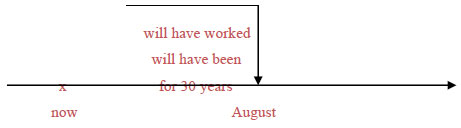 will have worked
will have been
x for 30 years
now August